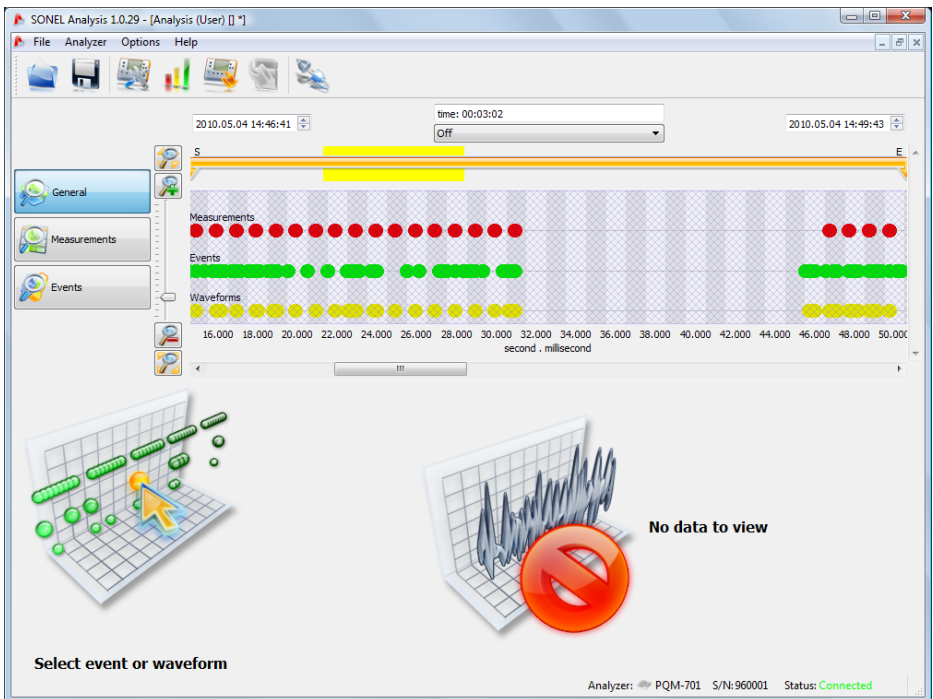 SONEL Analysis 1.0.29 - [Analysis (User) [] *]
File Analyzer Options Help
time: 00:03:02
2010.05.04 14:46:41
Off
2010.05.04 14:49:43
S
E
General
Measurements
Events
Measurements
Events
Waveforms
16.000 18.000 20.000 22.000 24.000 26.000 28.000 30.000 32.000 34.000 36.000 38.000 40.000 42.000 44.000 46.000 48.000 50.000
second . milisecond
No data to view
Select event or waveform
Analyzer: PQM-701 S/N:960001 Status: Connected